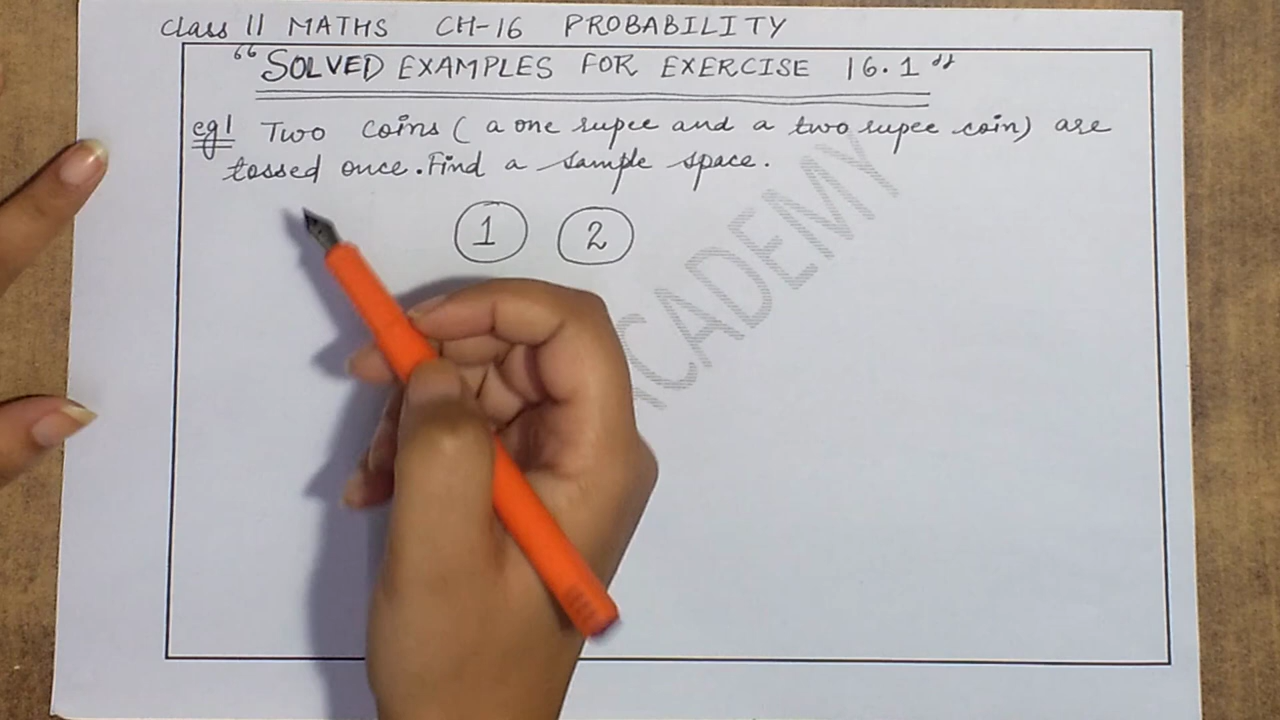 Class 11 MATHS CH-16 PROBABILITY
"SOLVED EXAMPLES FOR EXERCISE 16.1"
eg1 Two coins ( a one rupee and a two rupee coin) are
tossed once. Find a sample space.
1 2